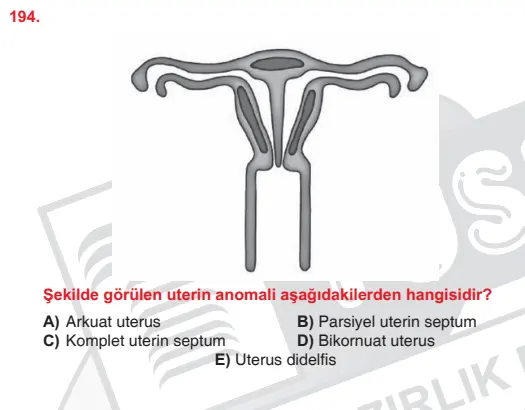 194.
Şekilde görülen uterin anomali aşağıdakilerden hangisidir?
A) Arkuat uterus
B) Parsiyel uterin septum
C) Komplet uterin septum
D) Bikornuat uterus
E) Uterus didelfis